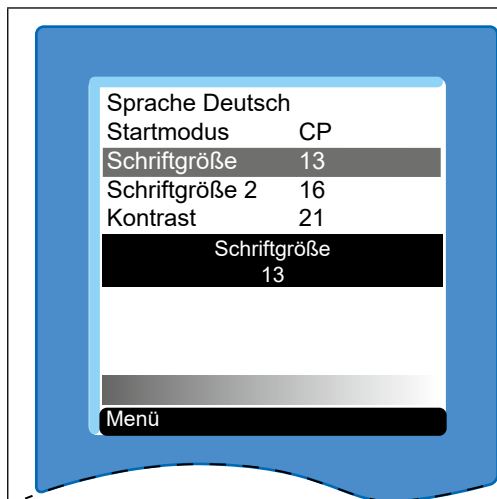 Sprache Deutsch
Startmodus CP
Schriftgröße 13
Schriftgröße 2 16
Kontrast 21
Schriftgröße
13
Menü